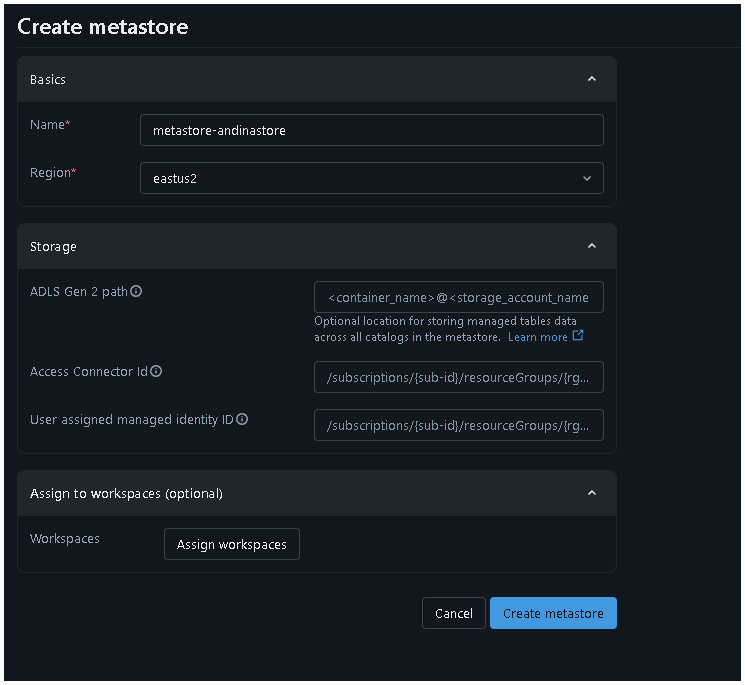 Create metastore
Basics
Name*
metastore-andinastore
Region*
eastus2
Storage
ADLS Gen 2 path
<container_name>@<storage_account_name
Optional location for storing managed tables data
across all catalogs in the metastore. Learn more
Access Connector Id
/subscriptions/{sub-id}/resourceGroups/{rg...
User assigned managed identity ID
/subscriptions/{sub-id}/resourceGroups/{rg...
Assign to workspaces (optional)
Workspaces
Assign workspaces
Cancel
Create metastore